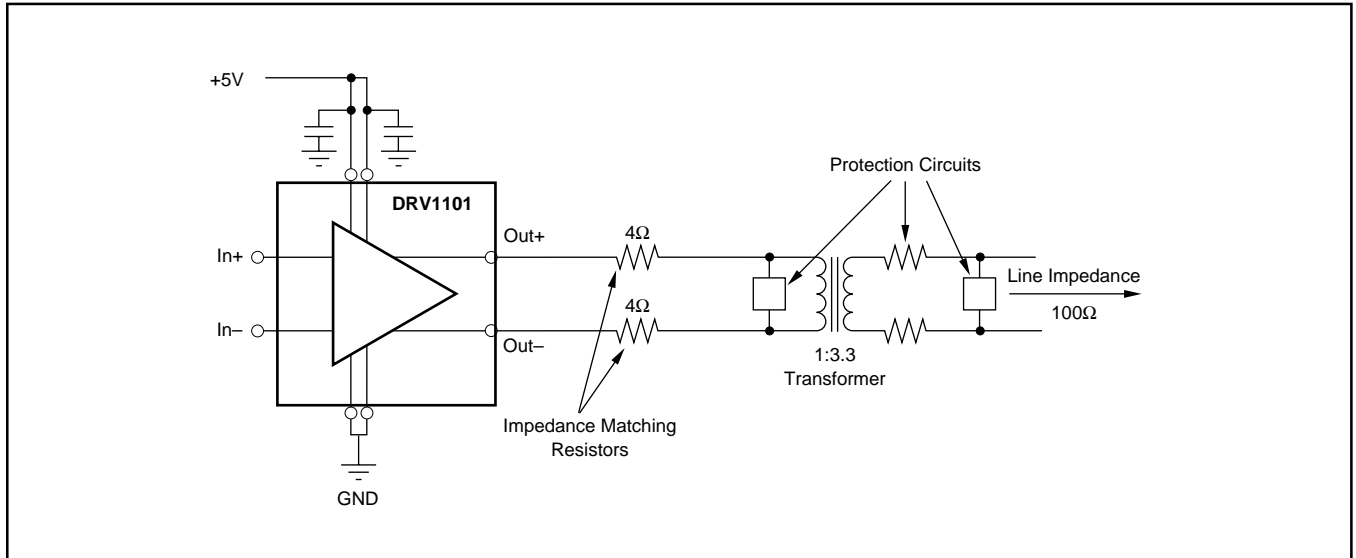 +5V
DRV1101
In+
In–
Out+
Out–
4Ω
4Ω
Impedance Matching
Resistors
GND
Protection Circuits
1:3.3
Transformer
Line Impedance
100Ω